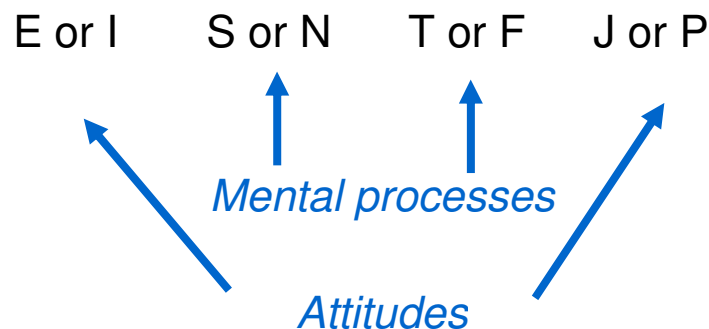 E or I S or N T or F J or P
Mental processes
Attitudes